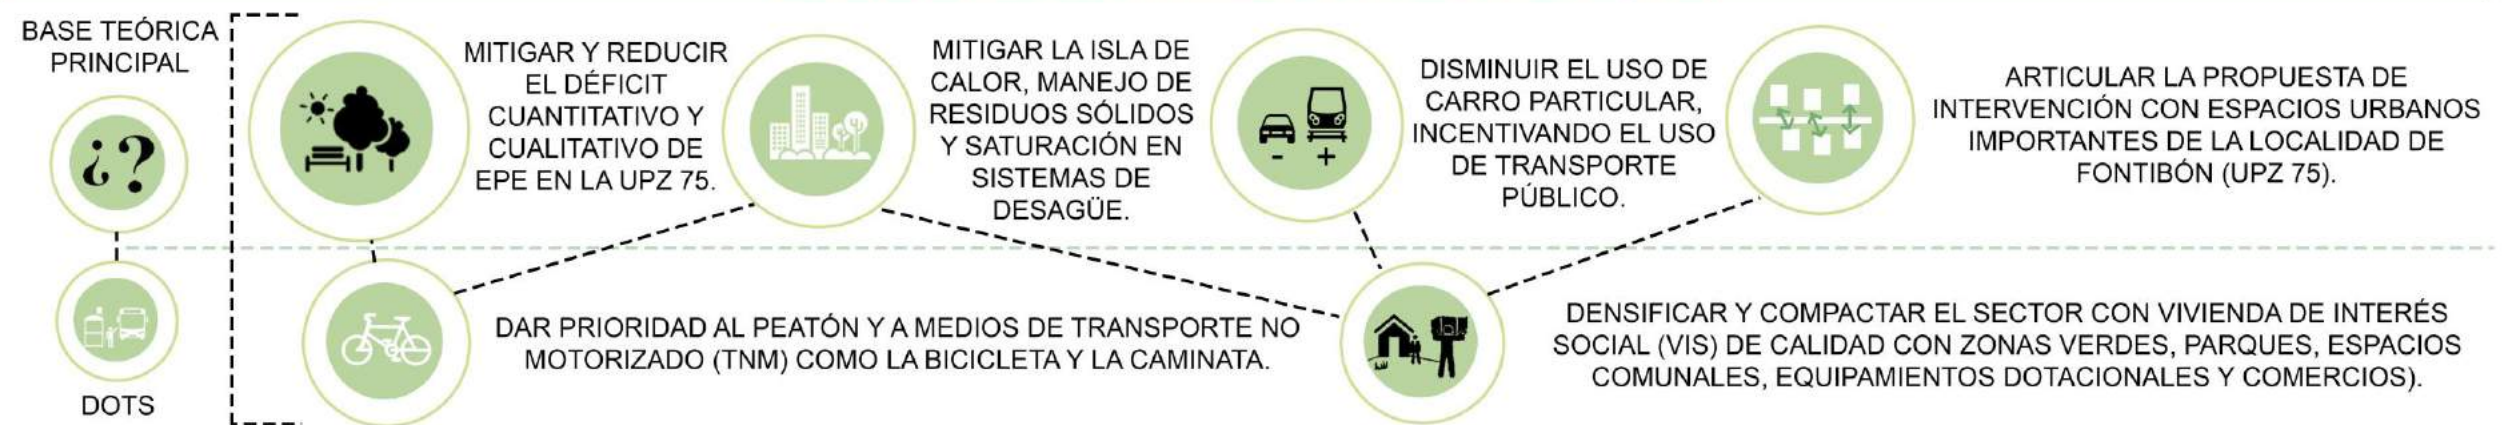 BASE TEÓRICA
PRINCIPAL
¿?
DOTS
MITIGAR Y REDUCIR
EL DÉFICIT
CUANTITATIVO Y
CUALITATIVO DE
EPE EN LA UPZ 75.
MITIGAR LA ISLA DE
CALOR, MANEJO DE
RESIDUOS SÓLIDOS
Y SATURACIÓN EN
SISTEMAS DE
DESAGÜE.
- +
DISMINUIR EL USO DE
CARRO PARTICULAR,
INCENTIVANDO EL USO
DE TRANSPORTE
PÚBLICO.
ARTICULAR LA PROPUESTA DE
INTERVENCIÓN CON ESPACIOS URBANOS
IMPORTANTES DE LA LOCALIDAD DE
FONTIBÓN (UPZ 75).
DAR PRIORIDAD AL PEATÓN Y A MEDIOS DE TRANSPORTE NO
MOTORIZADO (TNM) COMO LA BICICLETA Y LA CAMINATA.
DENSIFICAR Y COMPACTAR EL SECTOR CON VIVIENDA DE INTERÉS
SOCIAL (VIS) DE CALIDAD CON ZONAS VERDES, PARQUES, ESPACIOS
COMUNALES, EQUIPAMIENTOS DOTACIONALES Y COMERCIOS).